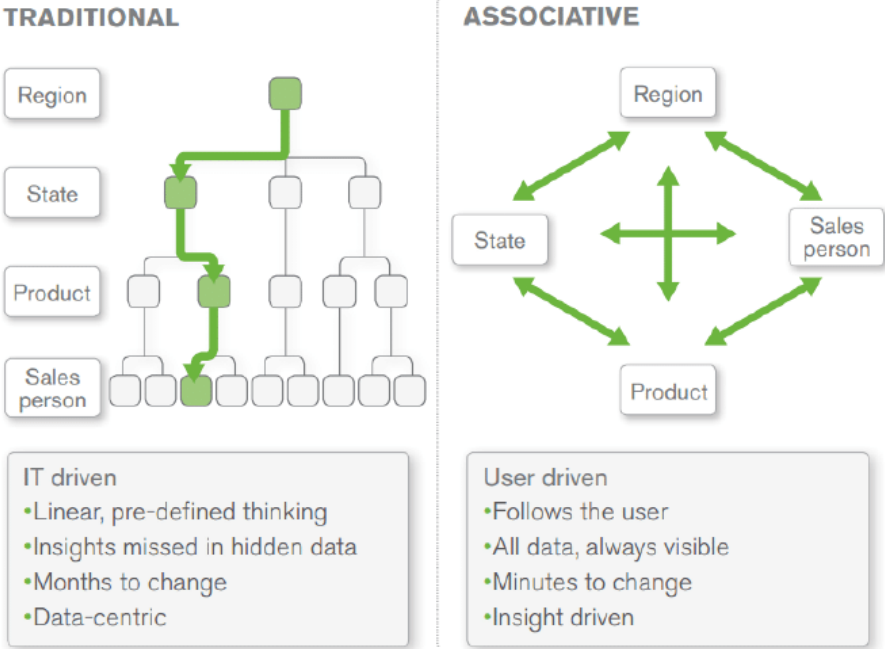 TRADITIONAL
Region
State
Product
Sales
person
IT driven
•Linear, pre-defined thinking
•Insights missed in hidden data
•Months to change
•Data-centric
ASSOCIATIVE
Region
State
Sales
person
Product
User driven
•Follows the user
•All data, always visible
•Minutes to change
•Insight driven